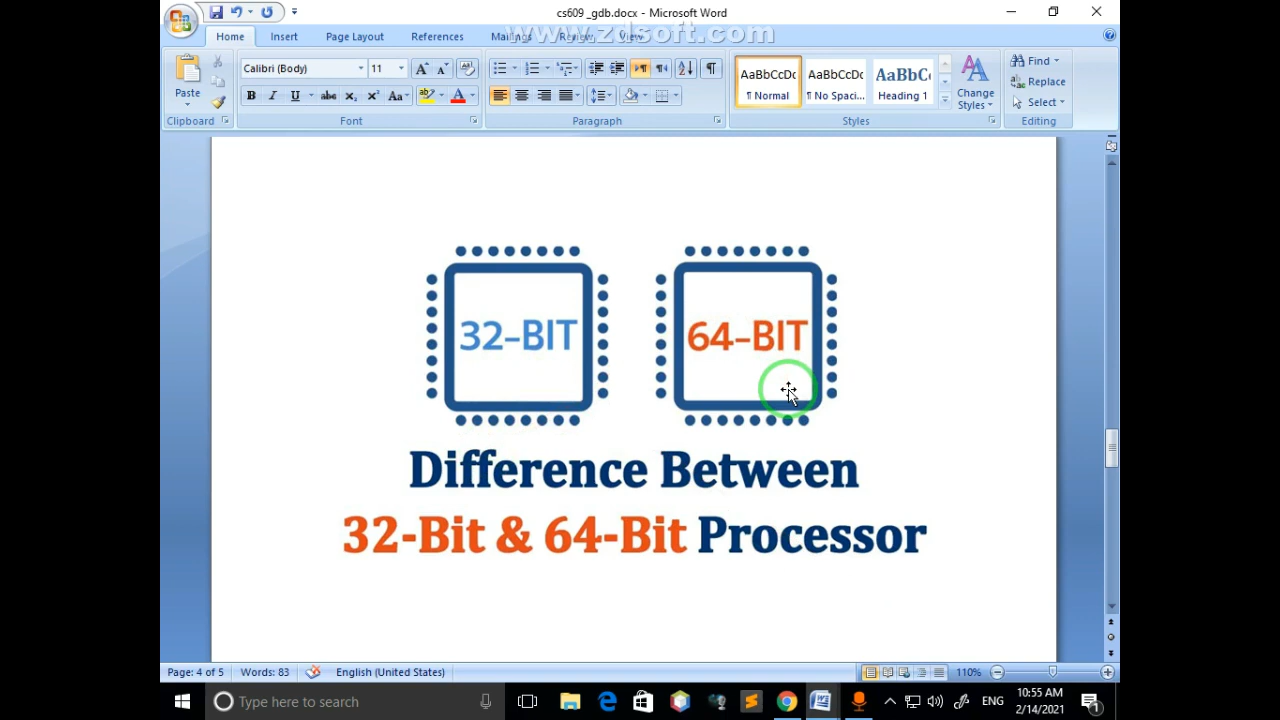 cs609 _gdb.docx - Microsoft Word
Home Insert Page Layout References Mailings Review View
www.zdsoft.com
Paste
Clipboard
Calibri (Body) 11
Font
Paragraph
AaBbCcDc AaBbCcDc AaBbC
¶ Normal ¶ No Spaci... Heading 1
Change
Styles
Styles
Find
Replace
Select
Editing
32-BIT 64-BIT
Difference Between
32-Bit & 64-Bit Processor
Page: 4 of 5 Words: 83 English (United States) 110%
Type here to search
ENG
10:55 AM
2/14/2021